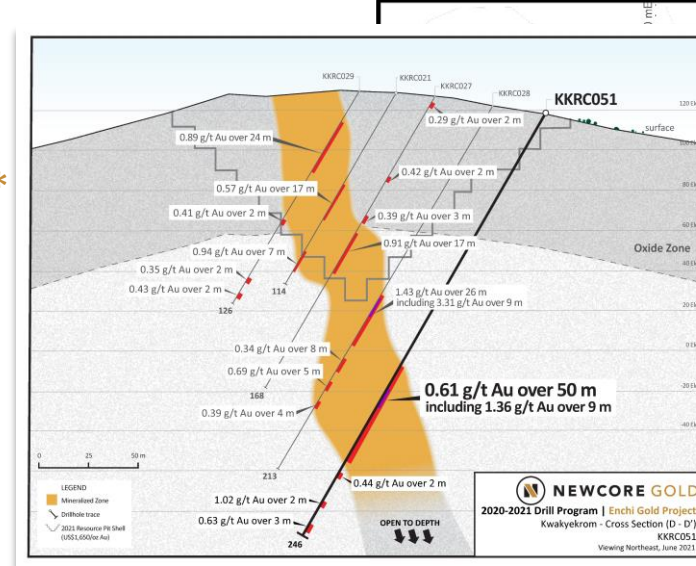 mE
*
KKRC029
KKRC021
KKRC027
KKRC028
KKRC051
surface
0.29 g/t Au over 2 m
0.89 g/t Au over 24 m
0.42 g/t Au over 2 m
0.57 g/t Au over 17 m
0.41 g/t Au over 2 m
0.39 g/t Au over 3 m
Oxide Zone
0.94 g/t Au over 7 m
0.91 g/t Au over 17 m
0.35 g/t Au over 2 m
0.43 g/t Au over 2 m
114
126
1.43 g/t Au over 26 m
including 3.31 g/t Au over 9 m
0.34 g/t Au over 8 m
0.69 g/t Au over 5 m
168
0.61 g/t Au over 50 m
including 1.36 g/t Au over 9 m
0.39 g/t Au over 4 m
0 25 50 m
213
0.44 g/t Au over 2 m
LEGEND
Mineralized Zone
Drillhole trace
2021 Resource Pit Shell
(US$1,650/oz Au)
1.02 g/t Au over 2 m
0.63 g/t Au over 3 m
246
OPEN TO DEPTH
N NEWCORE GOLD
2020-2021 Drill Program | Enchi Gold Project
Kwakyekrom - Cross Section (D - D')
KKRC051
Viewing Northeast, June 2021